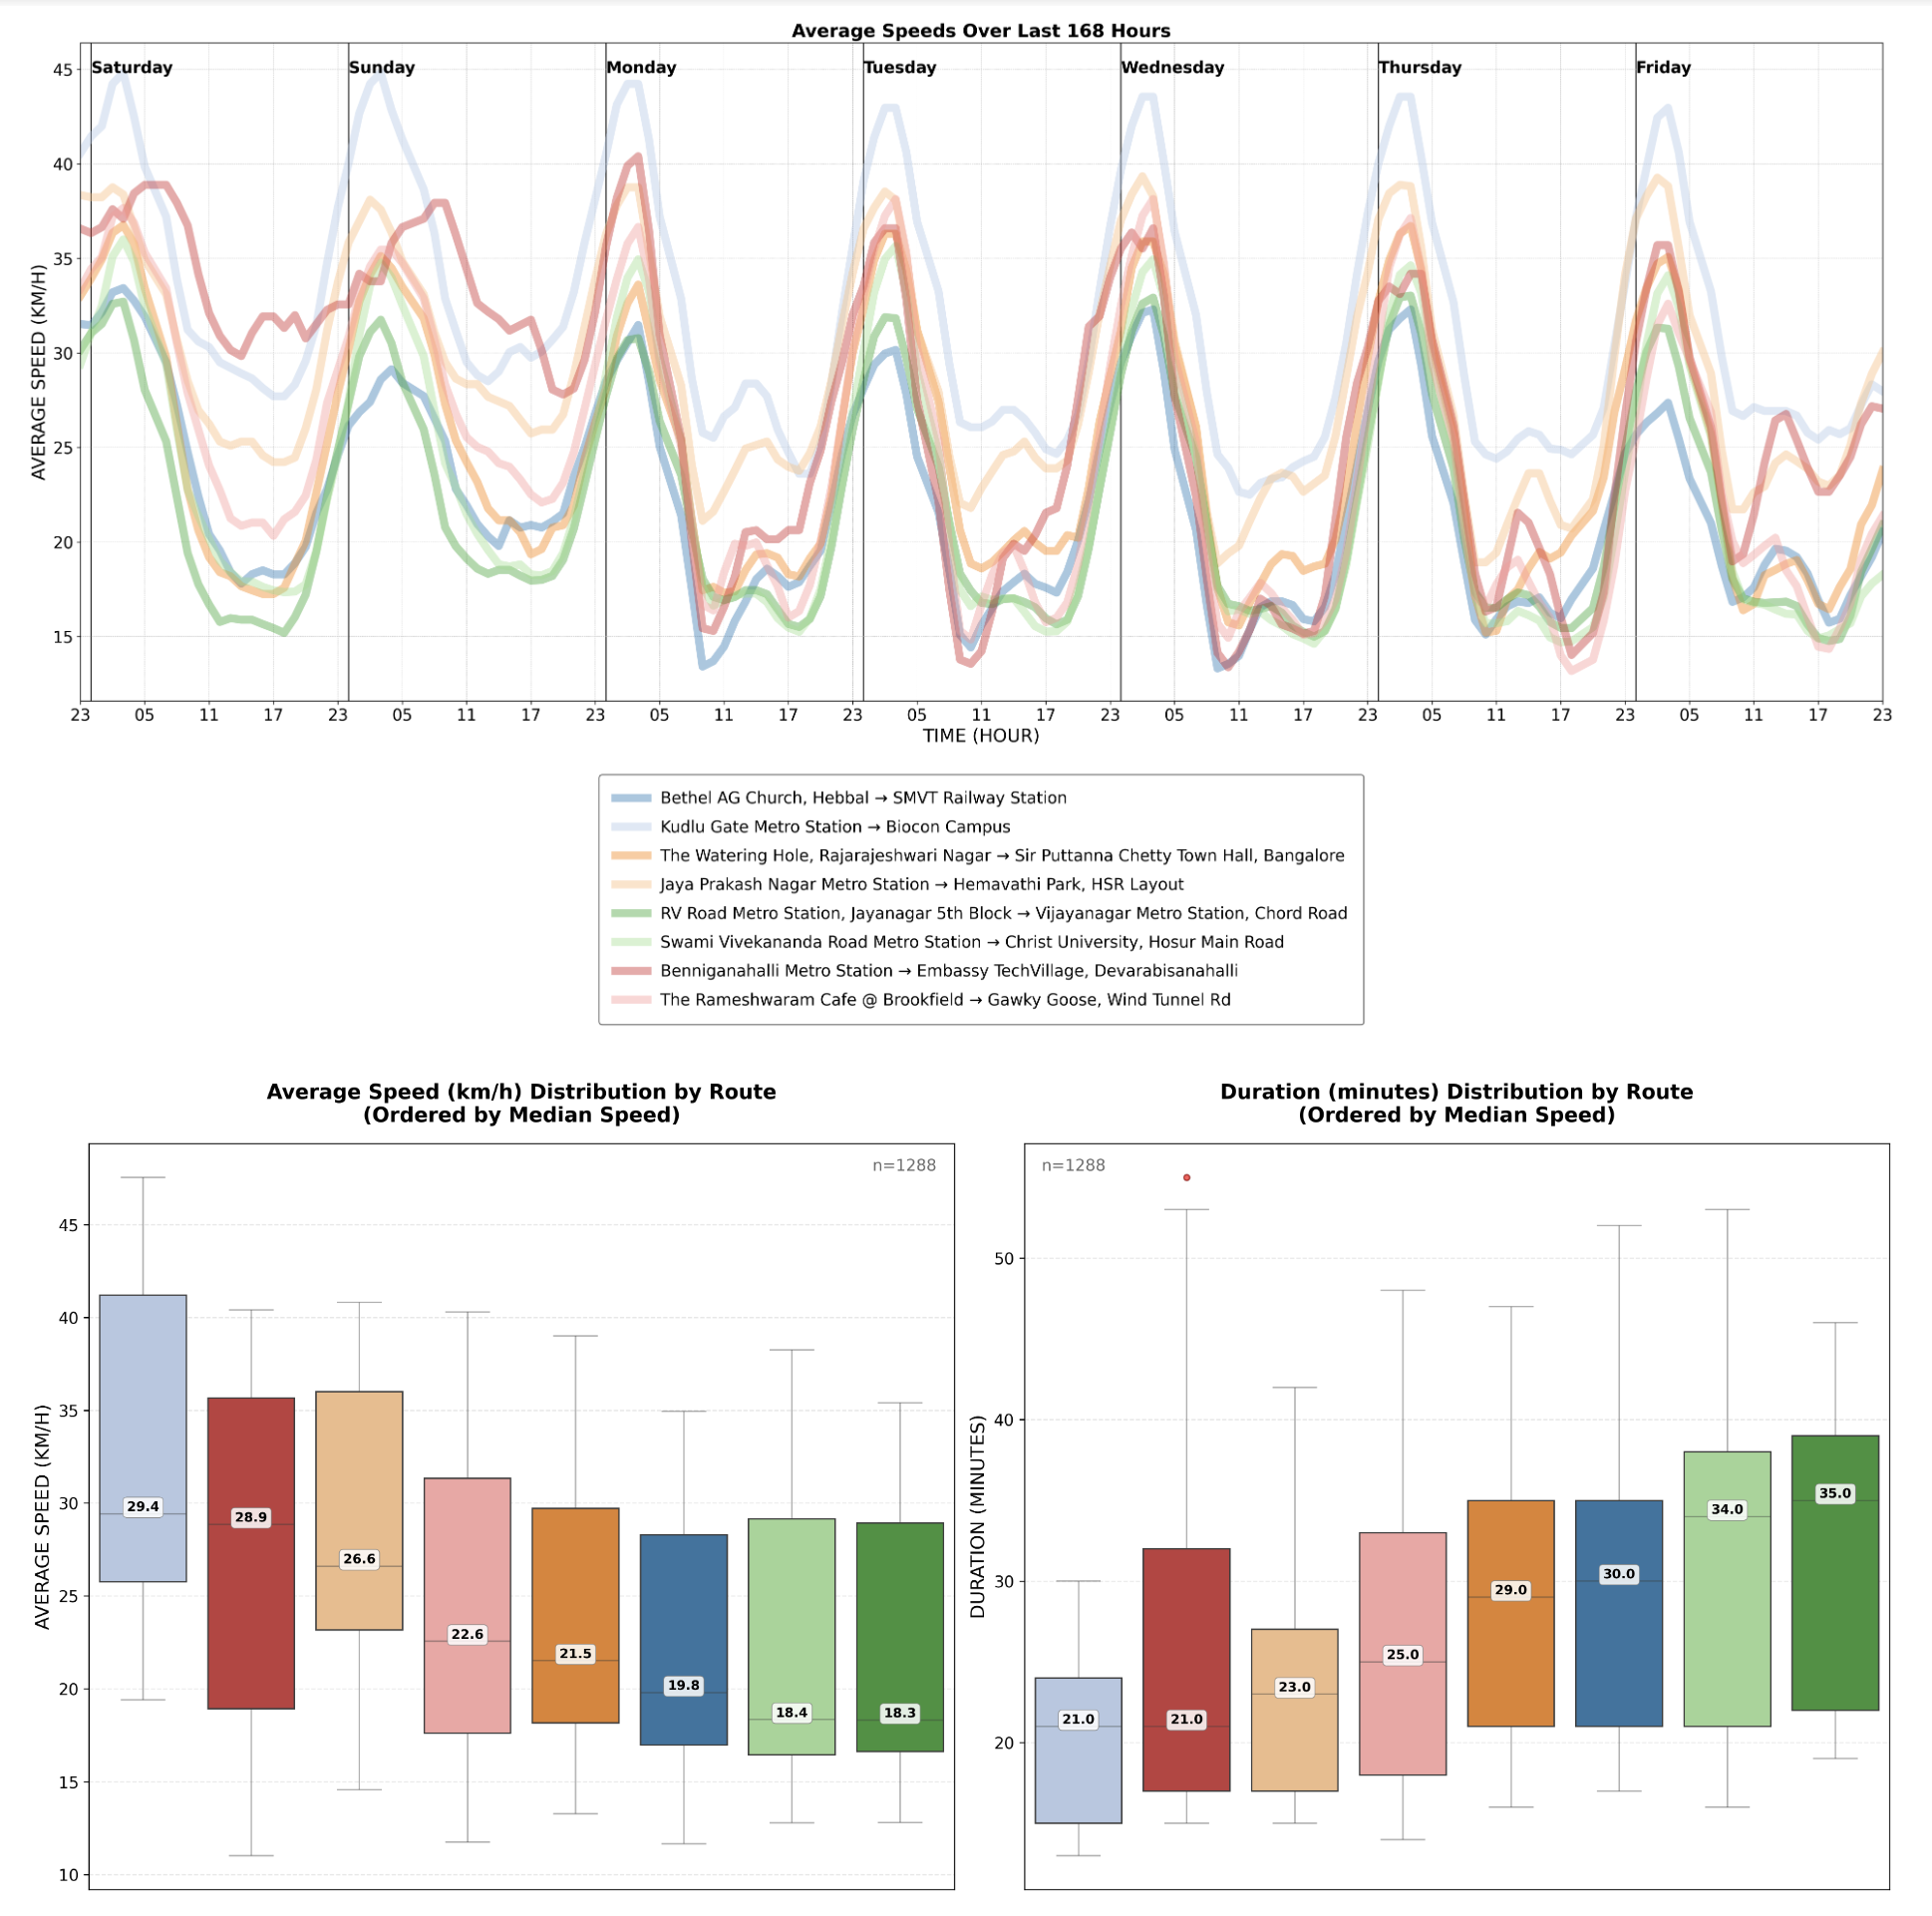 Average Speeds Over Last 168 Hours
Saturday Sunday Monday Tuesday Wednesday Thursday Friday
45
40
35
30
25
20
15
AVERAGE SPEED (KM/H)
23 05 11 17 23 05 11 17 23 05 11 17 23 05 11 17 23 05 11 17 23 05 11 17 23 05 11 17 23
TIME (HOUR)
Bethel AG Church, Hebbal → SMVT Railway Station
Kudlu Gate Metro Station → Biocon Campus
The Watering Hole, Rajarajeshwari Nagar → Sir Puttanna Chetty Town Hall, Bangalore
Jaya Prakash Nagar Metro Station → Hemavathi Park, HSR Layout
RV Road Metro Station, Jayanagar 5th Block → Vijayanagar Metro Station, Chord Road
Swami Vivekananda Road Metro Station → Christ University, Hosur Main Road
Benniganahalli Metro Station → Embassy TechVillage, Devarabisanahalli
The Rameshwaram Cafe @ Brookfield → Gawky Goose, Wind Tunnel Rd
Average Speed (km/h) Distribution by Route
(Ordered by Median Speed)
n=1288
45
40
35
30
25
20
15
10
AVERAGE SPEED (KM/H)
29.4
28.9
26.6
22.6
21.5
19.8
18.4
18.3
Duration (minutes) Distribution by Route
(Ordered by Median Speed)
n=1288
50
40
30
20
DURATION (MINUTES)
21.0
21.0
23.0
25.0
29.0
30.0
34.0
35.0